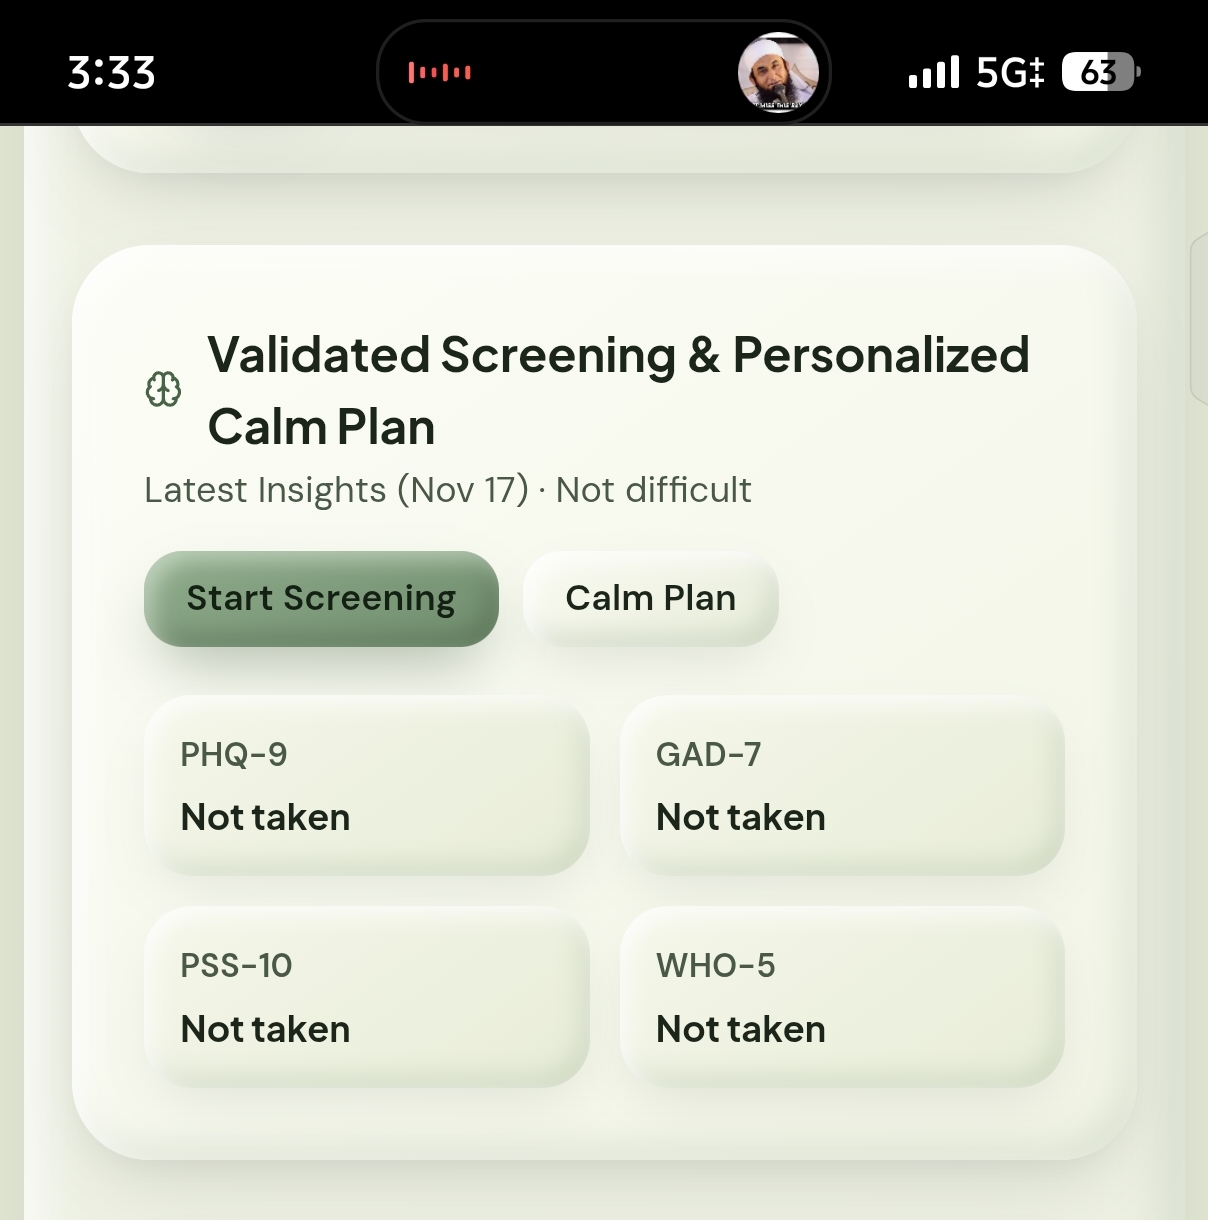 3:33
5G‡
63
Validated Screening & Personalized
Calm Plan
Latest Insights (Nov 17) · Not difficult
Start Screening
Calm Plan
PHQ-9
Not taken
GAD-7
Not taken
PSS-10
Not taken
WHO-5
Not taken